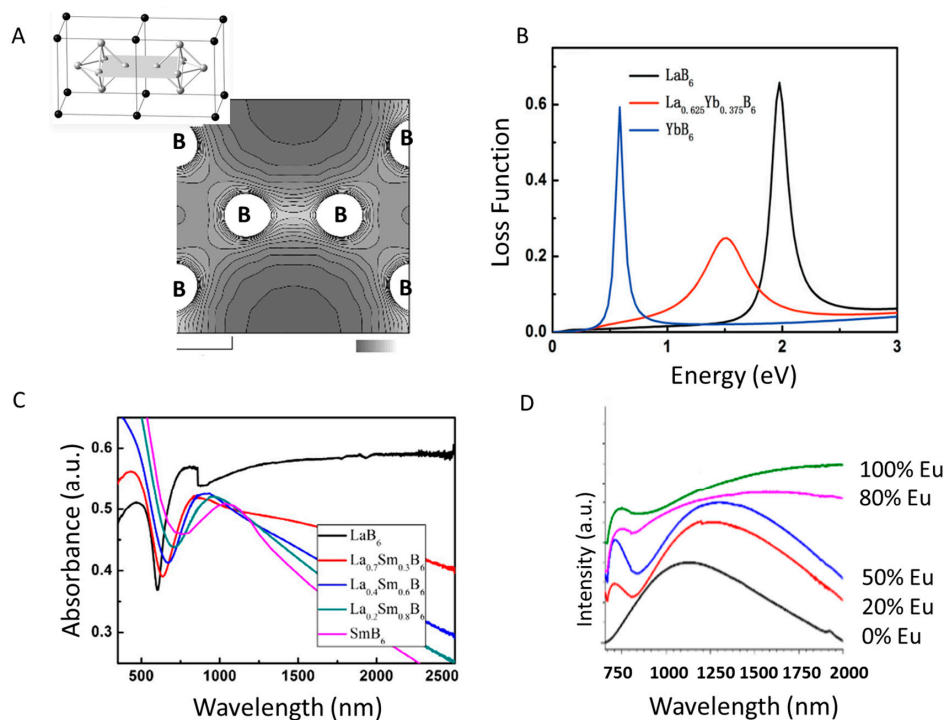 A
B
B
B
B
B
B
B
LaB6
La0.625Yb0.375B6
YbB6
Loss Function
0.6
0.4
0.2
0.0
0 1 2 3
Energy (eV)
C
Absorbance (a.u.)
0.6
0.5
0.4
0.3
LaB6
La0.7Sm0.3B6
La0.4Sm0.6B6
La0.2Sm0.8B6
SmB6
500 1000 1500 2000 2500
Wavelength (nm)
D
Intensity (a.u.)
100% Eu
80% Eu
50% Eu
20% Eu
0% Eu
750 1000 1250 1500 1750 2000
Wavelength (nm)